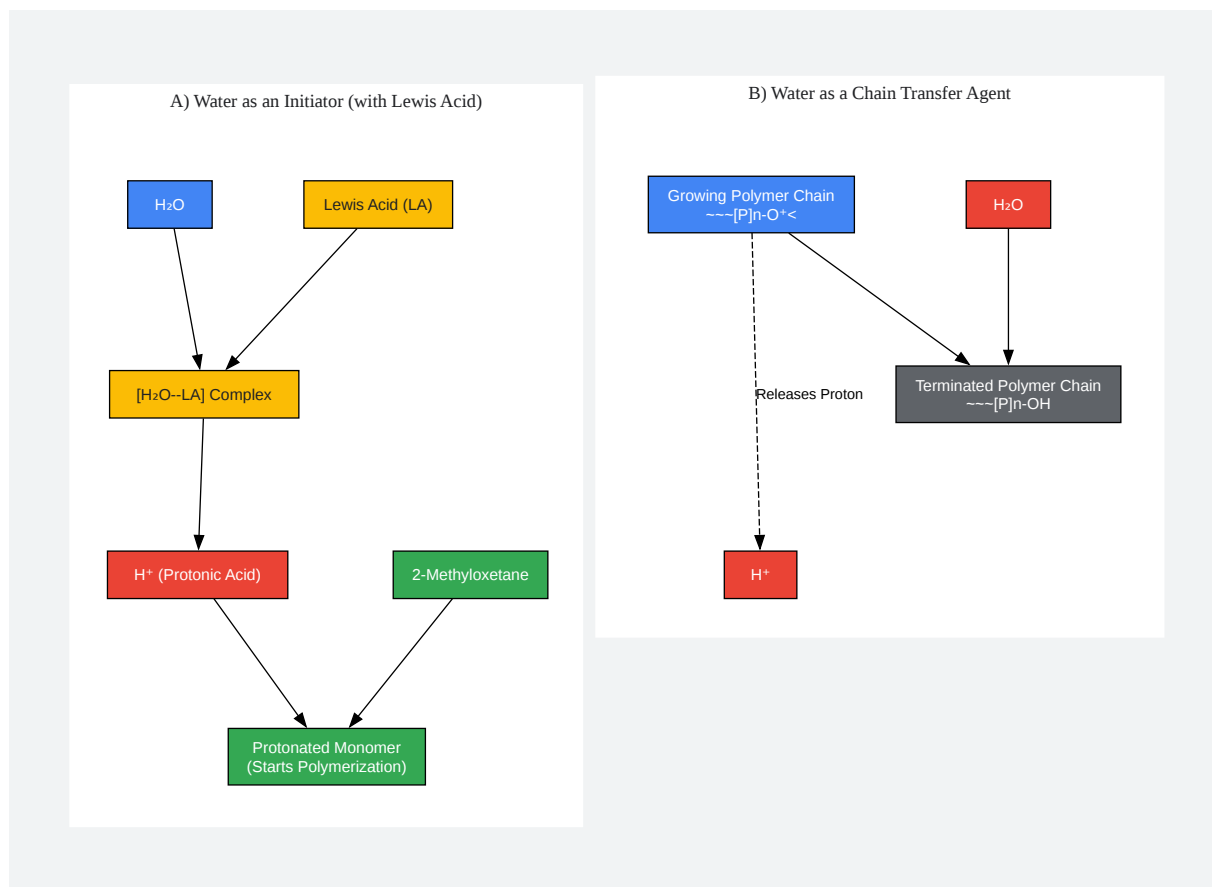 A) Water as an Initiator (with Lewis Acid)
H₂O
Lewis Acid (LA)
[H₂O--LA] Complex
H⁺ (Protonic Acid)
2-Methyloxetane
Protonated Monomer
(Starts Polymerization)
B) Water as a Chain Transfer Agent
Growing Polymer Chain
~~~[P]n-O⁺<
H₂O
Releases Proton
Terminated Polymer Chain
~~~[P]n-OH
H⁺